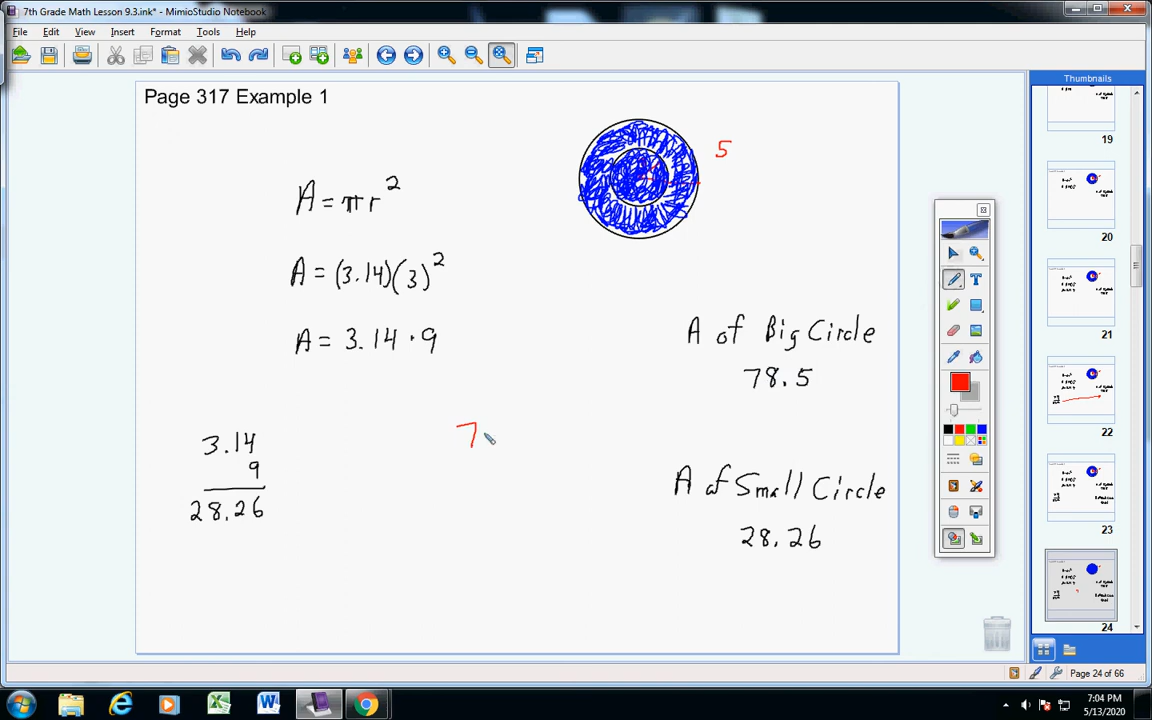 7th Grade Math Lesson 9.3.ink* - MimioStudio Notebook
File Edit View Insert Format Tools Help
Thumbnails
Page 317 Example 1
5
A = πr²
A = (3.14)(3)²
A = 3.14 · 9
A of Big Circle
78.5
3.14
9
28.26
7
A of Small Circle
28.26
19
20
21
22
23
24
Page 24 of 66
7:04 PM
5/13/2020